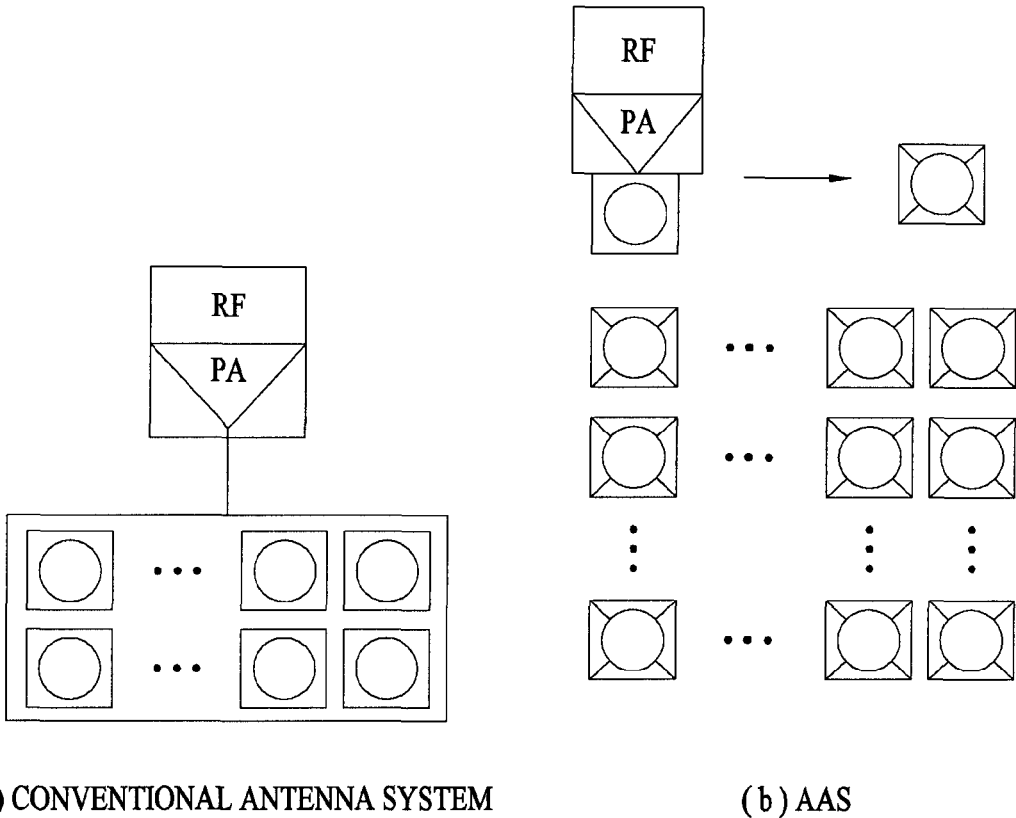 RF
PA
RF
PA
) CONVENTIONAL ANTENNA SYSTEM
( b ) AAS